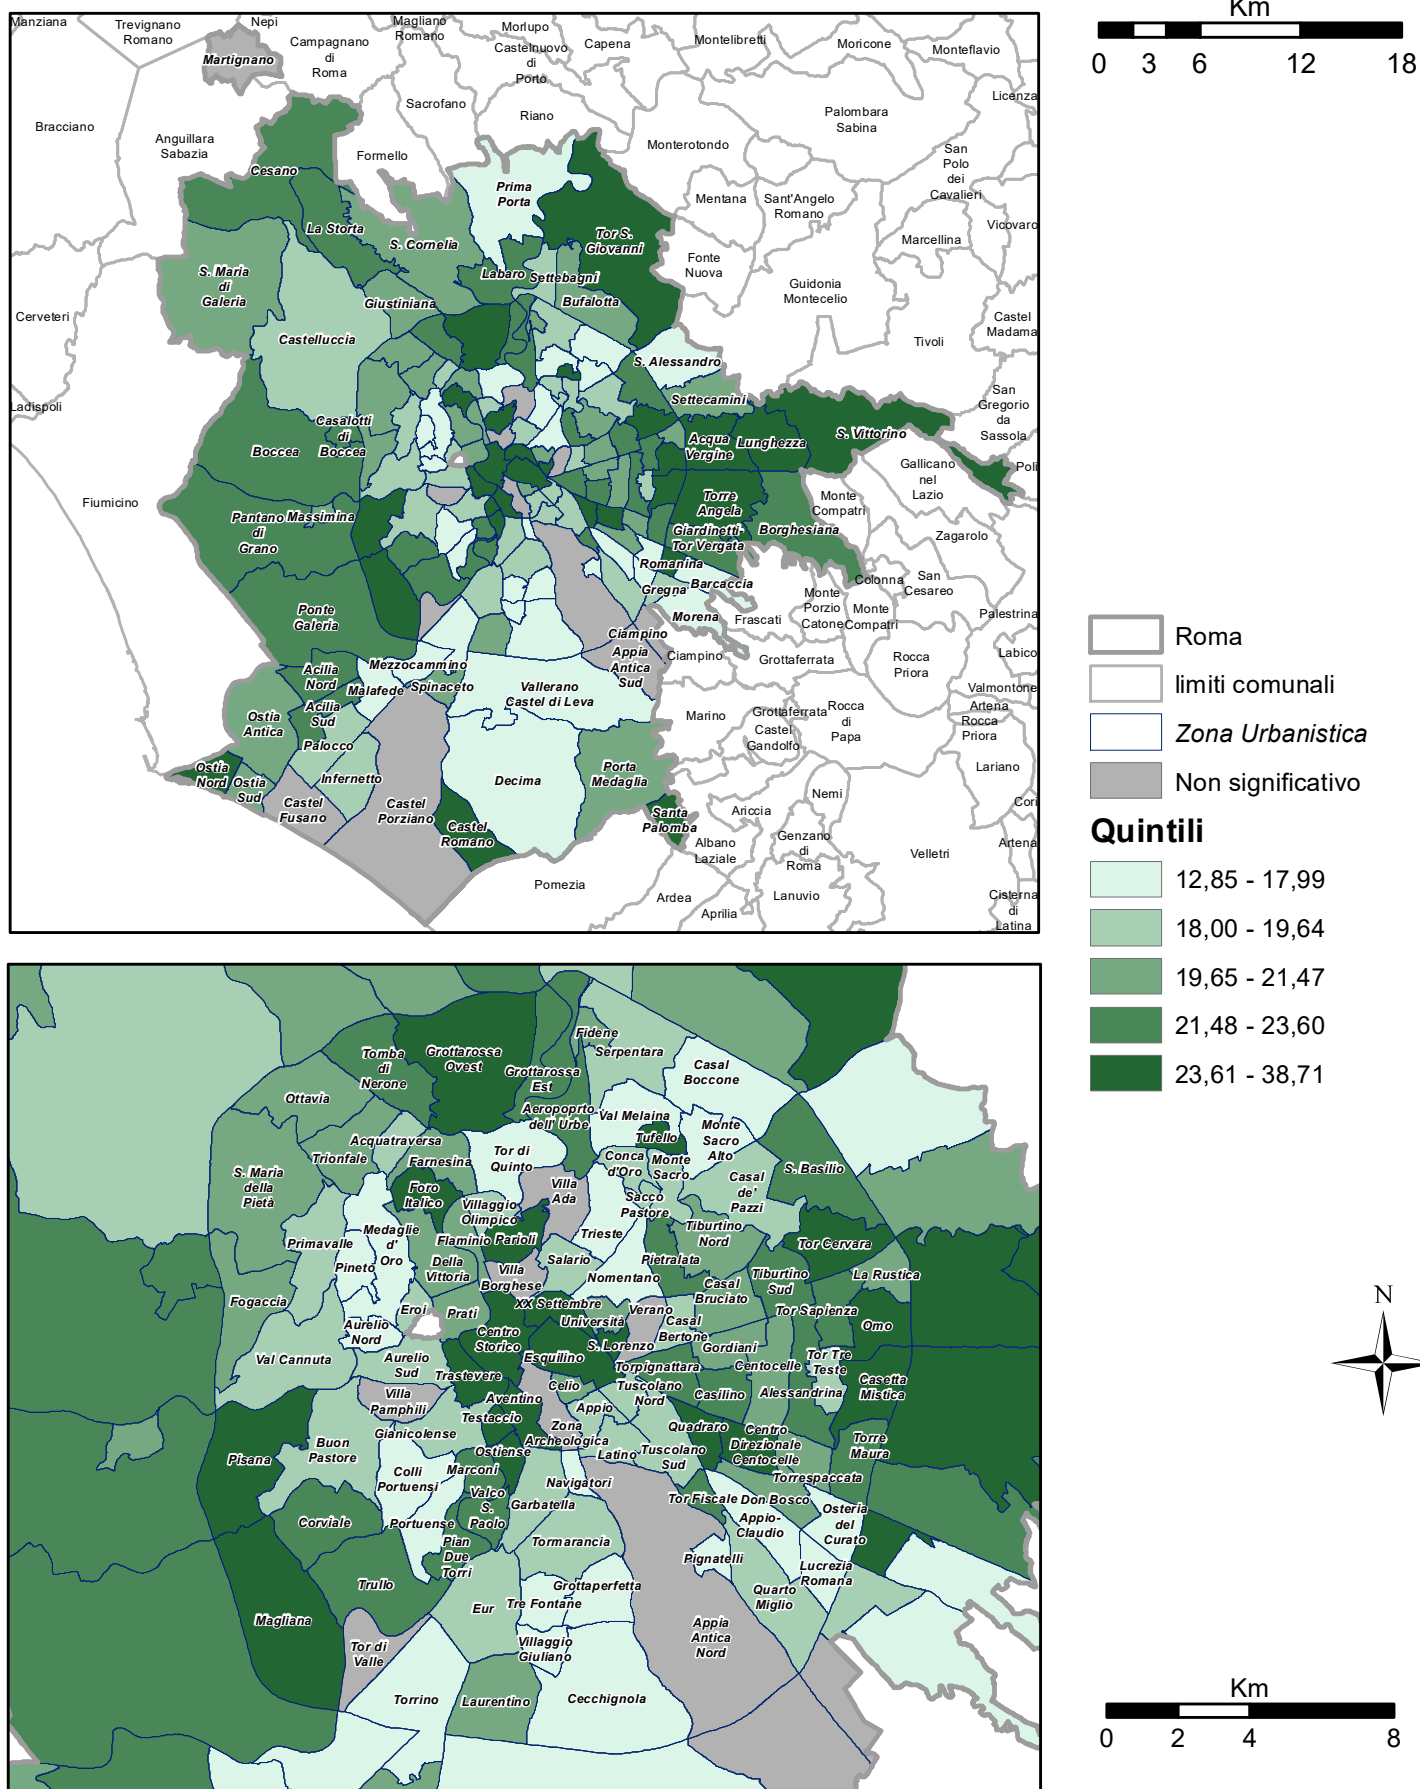 Manziana
Trevignano
Romano
Nepi
Magliano
Romano
Morlupo
Castelnuovo
di
Porto
Capena
Montelibretti
Moricone
Monteflavio
Martignano
Campagnano
di
Roma
Sacrofano
Riano
Licenza
Palombara
Sabina
Bracciano
Anguillara
Sabazia
Formello
Monterotondo
San
Polo
dei
Cavalieri
Cesano
Prima
Porta
Mentana
Sant'Angelo
Romano
Vicovaro
La Storta
S. Cornelia
Tor S.
Giovanni
Marcellina
Fonte
Nuova
S. Maria
di
Galeria
Labaro
Settebagni
Guidonia
Montecelio
Giustiniana
Bufalotta
Cerveteri
Castel
Madama
Castelluccia
Tivoli
S. Alessandro
Settecamini
San
Gregorio
da
Sassola
Ladispoli
Casalotti
di
Boccea
Boccea
Acqua
Vergine
Lunghezza
S. Vittorino
Gallicano
nel
Lazio
Poli
Fiumicino
Torre
Angela
Monte
Compatri
Pantano
di
Grano
Massimina
Giardinetti-
Tor Vergata
Borghesiana
Zagarolo
Romanina
Gregna
Barcaccia
Colonna
San
Cesareo
Monte
Porzio
Catone
Monte
Compatri
Palestrina
Ponte
Galeria
Morena
Frascati
Ciampino
Appia
Antica
Sud
Ciampino
Grottaferrata
Rocca
Priora
Labico
Acilia
Nord
Mezzocammino
Malafede
Spinaceto
Vallerano
Castel di Leva
Valmontone
Artena
Rocca
Priora
Ostia
Antica
Acilia
Sud
Marino
Grottaferrata
Castel
Gandolfo
Rocca
di
Papa
Palocco
Ostia
Nord
Ostia
Sud
Infernetto
Decima
Porta
Medaglia
Lariano
Castel
Fusano
Castel
Porziano
Castel
Romano
Santa
Palomba
Nemi
Cori
Ariccia
Albano
Laziale
Genzano
di
Roma
Velletri
Artena
Pomezia
Ardea
Aprilia
Lanuvio
Cisterna
di
Latina
Km
0 3 6 12 18
Roma
limiti comunali
Zona Urbanistica
Non significativo
Quintili
12,85 - 17,99
18,00 - 19,64
19,65 - 21,47
21,48 - 23,60
23,61 - 38,71
Fidene
Serpentara
Tomba
di
Nerone
Grottarossa
Ovest
Grottarossa
Est
Casal
Boccone
Ottavia
Aeropoprto
dell' Urbe
Val Melaina
Tufello
Monte
Sacro
Alto
Acquatraversa
Trionfale
Farnesina
Tor di
Quinto
Conca
d'Oro
Monte
Sacro
S. Basilio
S. Maria
della
Pietà
Foro
Italico
Villa
Ada
Casal
de'
Pazzi
Villaggio
Olimpico
Sacco
Pastore
Primavalle
Medaglie
d'
Oro
Pineto
Flaminio
Parioli
Trieste
Tiburtino
Nord
Tor Cervara
Della
Vittoria
Villa
Borghese
Salario
Nomentano
Pietralata
Tiburtino
Sud
La Rustica
Fogaccia
Casal
Bruciato
Eroi
Prati
XX Settembre
Università
Verano
Tor Sapienza
Omo
Aurelio
Nord
Centro
Storico
Casal
Bertone
S. Lorenzo
Gordiani
Val Cannuta
Aurelio
Sud
Esquilino
Torpignattara
Centocelle
Tor Tre
Teste
Trastevere
Celio
Tuscolano
Nord
Casilino
Alessandrina
Casetta
Mistica
Villa
Pamphili
Aventino
Appio
Testaccio
Zona
Archeologica
Gianicolense
Quadraro
Centro
Direzionale
Centocelle
Torre
Maura
Buon
Pastore
Pisana
Ostiense
Latino
Tuscolano
Sud
Colli
Portuensi
Marconi
Navigatori
Torrespaccata
Valco
S.
Paolo
Garbatella
Tor Fiscale
Don Bosco
Osteria
del
Curato
Corviale
Portuense
Appio-
Claudio
Pian
Due
Torri
Tormarancia
Pignatelli
Lucrezia
Romana
Trullo
Grottaperfetta
Quarto
Miglio
Magliana
Eur
Tre Fontane
Appia
Antica
Nord
Tor di
Valle
Villaggio
Giuliano
Torrino
Laurentino
Cecchignola
N
Km
0 2 4 8